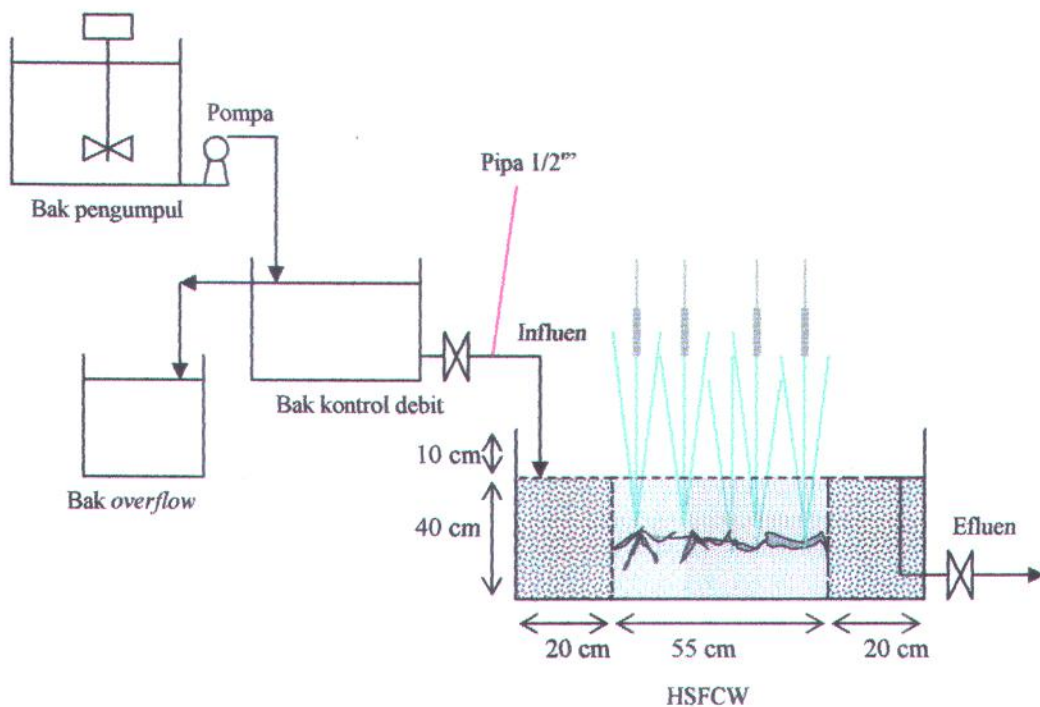 Pompa
Bak pengumpul
Pipa 1/2"'
Influen
Bak kontrol debit
Bak overflow
10 cm
40 cm
Efluen
20 cm
55 cm
20 cm
HSFCW